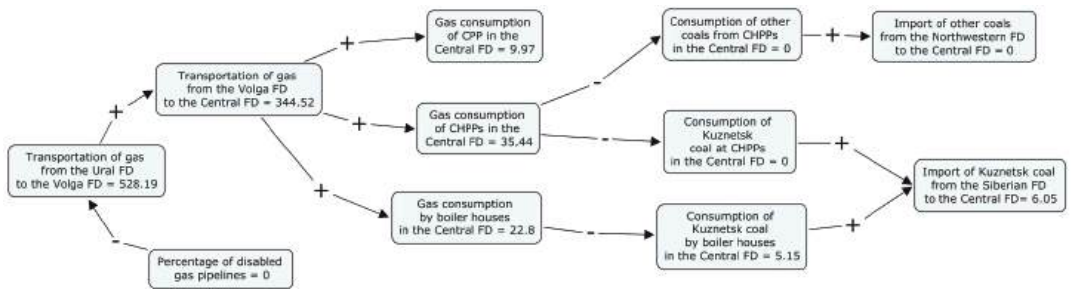 Gas consumption
of CPP in the
Central FD = 9.97
Consumption of other
coals from CHPPs
in the Central FD = 0
Import of other coals
from the Northwestern FD
to the Central FD = 0
+
+
-
Transportation of gas
from the Volga FD
to the Central FD = 344.52
+
+
Gas consumption
of CHPPs in the
Central FD = 35.44
-
Consumption of
Kuznetsk
coal at CHPPs
in the Central FD = 0
+
Transportation of gas
from the Ural FD
to the Volga FD = 528.19
+
Import of Kuznetsk coal
from the Siberian FD
to the Central FD= 6.05
Gas consumption
by boiler houses
in the Central FD = 22.8
-
Consumption of
Kuznetsk coal
by boiler houses
in the Central FD = 5.15
+
-
Percentage of disabled
gas pipelines = 0